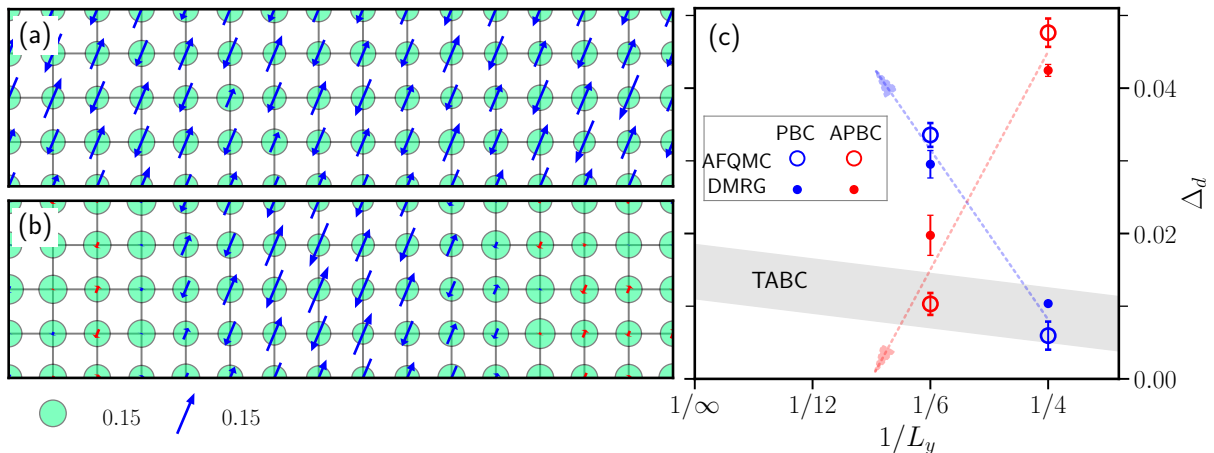 (a)
(b)
0.15 0.15
(c)
PBC APBC
AFQMC
DMRG
TABC
0.04
0.02
0.00
Δ_d
1/∞ 1/12 1/6 1/4
1/L_y